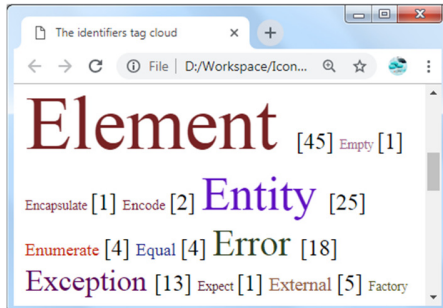 The identifiers tag cloud
File | D:/Workspace/Icon...
Element [45] Empty [1]
Encapsulate [1] Encode [2] Entity [25]
Enumerate [4] Equal [4] Error [18]
Exception [13] Expect [1] External [5] Factory